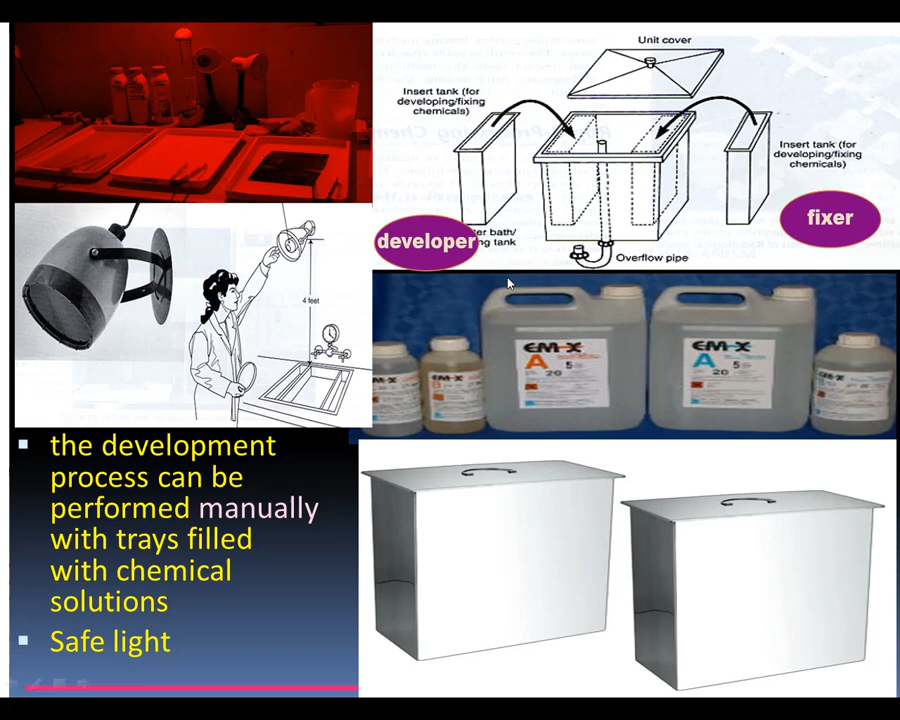 Unit cover
Insert tank (for
developing/fixing
chemicals)
Insert tank (for
developing/fixing
chemicals)
developer
fixer
Overflow pipe
4 feet
EM-X
A
5
20
EM-X
A
5
20
the development
process can be
performed manually
with trays filled
with chemical
solutions
Safe light